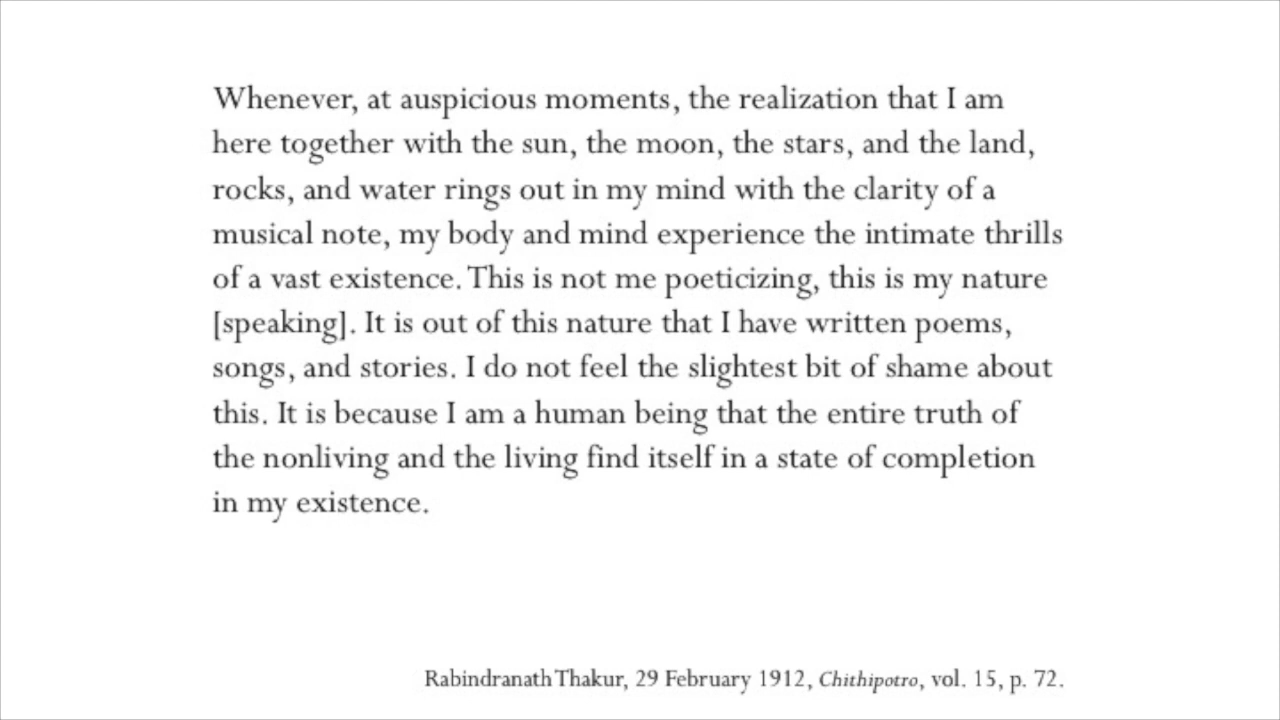 Whenever, at auspicious moments, the realization that I am
here together with the sun, the moon, the stars, and the land,
rocks, and water rings out in my mind with the clarity of a
musical note, my body and mind experience the intimate thrills
of a vast existence. This is not me poeticizing, this is my nature
[speaking]. It is out of this nature that I have written poems,
songs, and stories. I do not feel the slightest bit of shame about
this. It is because I am a human being that the entire truth of
the nonliving and the living find itself in a state of completion
in my existence.
Rabindranath Thakur, 29 February 1912, Chithipotro, vol. 15, p. 72.